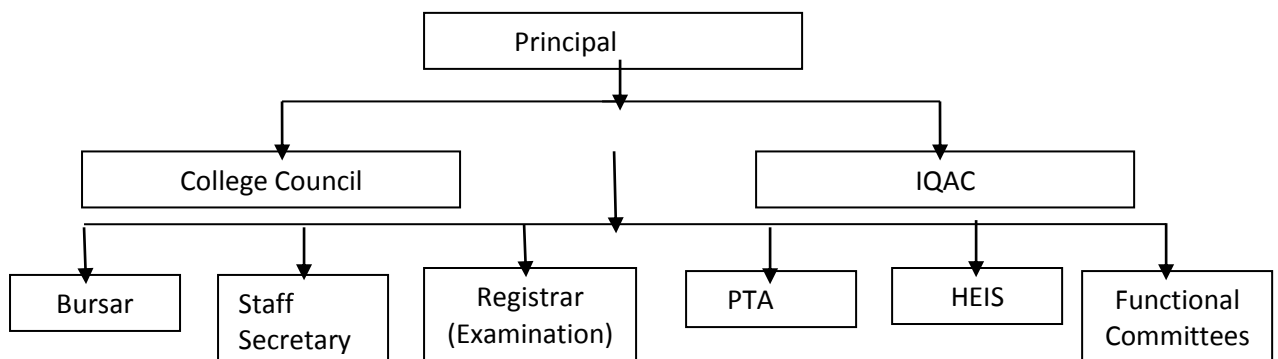 Principal
College Council
IQAC
Bursar
Staff
Secretary
Registrar
(Examination)
PTA
HEIS
Functional
Committees